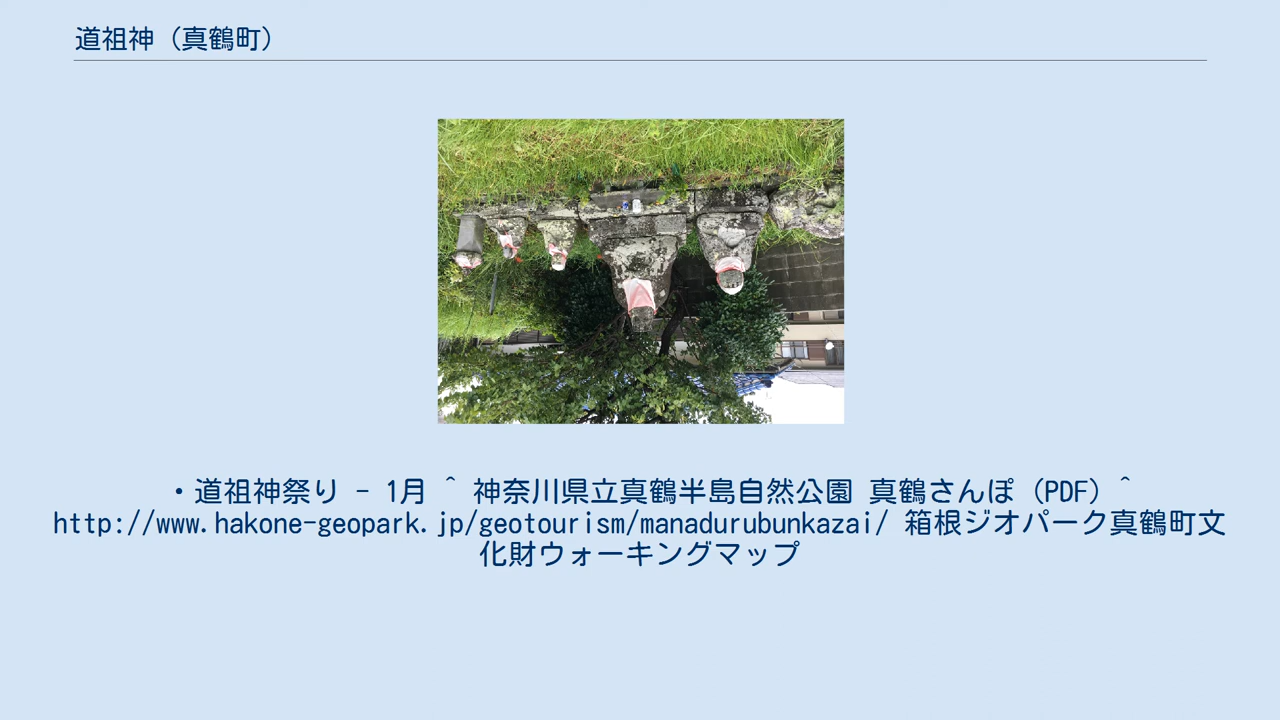 道祖神（真鶴町）
・道祖神祭り - 1月 ^ 神奈川県立真鶴半島自然公園 真鶴さんぽ（PDF）^
http://www.hakone-geopark.jp/geotourism/manadurubunkazai/ 箱根ジオパーク真鶴町文
化財ウォーキングマップ